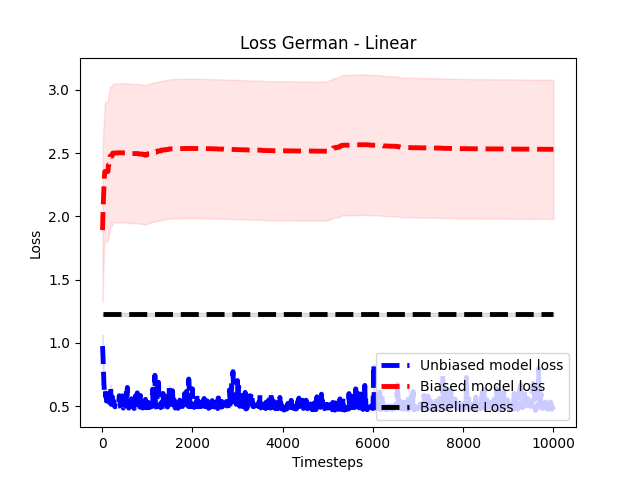 Loss German - Linear
3.0
2.5
2.0
1.5
1.0
0.5
Loss
Unbiased model loss
Biased model loss
Baseline Loss
0
2000
4000
6000
8000
10000
Timesteps